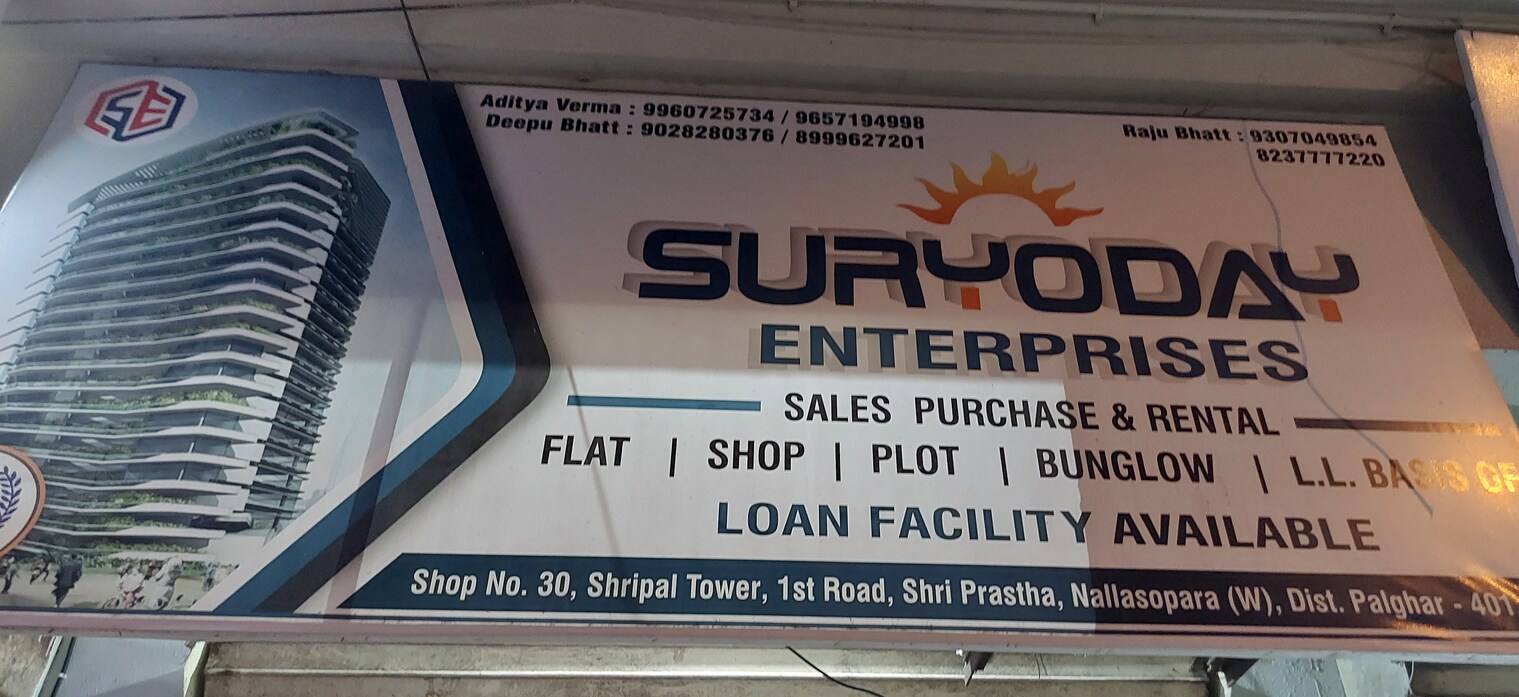 SE
Aditya Verma : 9960725734 / 9657194998
Deepu Bhatt : 9028280376 / 8999627201
Raju Bhatt : 9307049854
8237777220
SURYODAY
ENTERPRISES
SALES PURCHASE & RENTAL
FLAT | SHOP | PLOT | BUNGLOW | L.L. BASIS
LOAN FACILITY AVAILABLE
Shop No. 30, Shripal Tower, 1st Road, Shri Prastha, Nallasopara (W), Dist. Palghar - 401